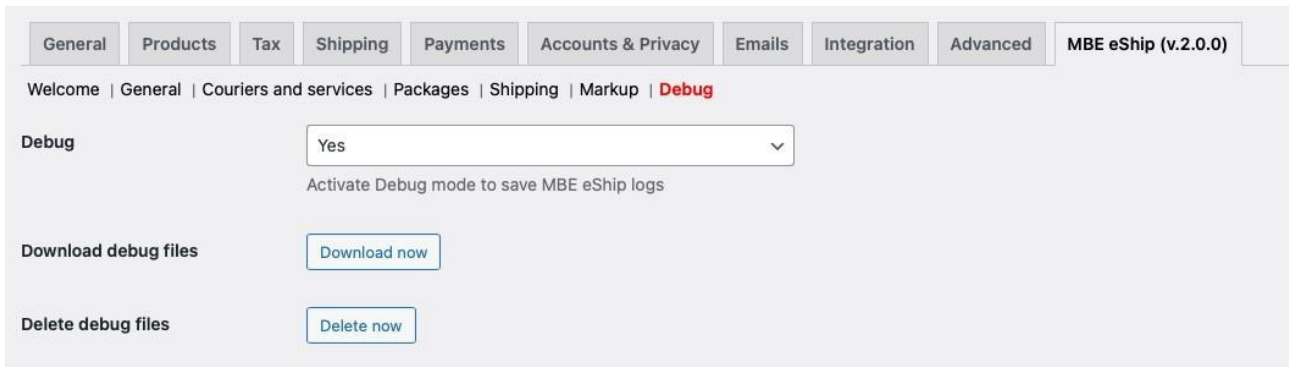 General Products Tax Shipping Payments Accounts & Privacy Emails Integration Advanced MBE eShip (v.2.0.0)
Welcome | General | Couriers and services | Packages | Shipping | Markup | Debug
Debug Yes
Activate Debug mode to save MBE eShip logs
Download debug files Download now
Delete debug files Delete now